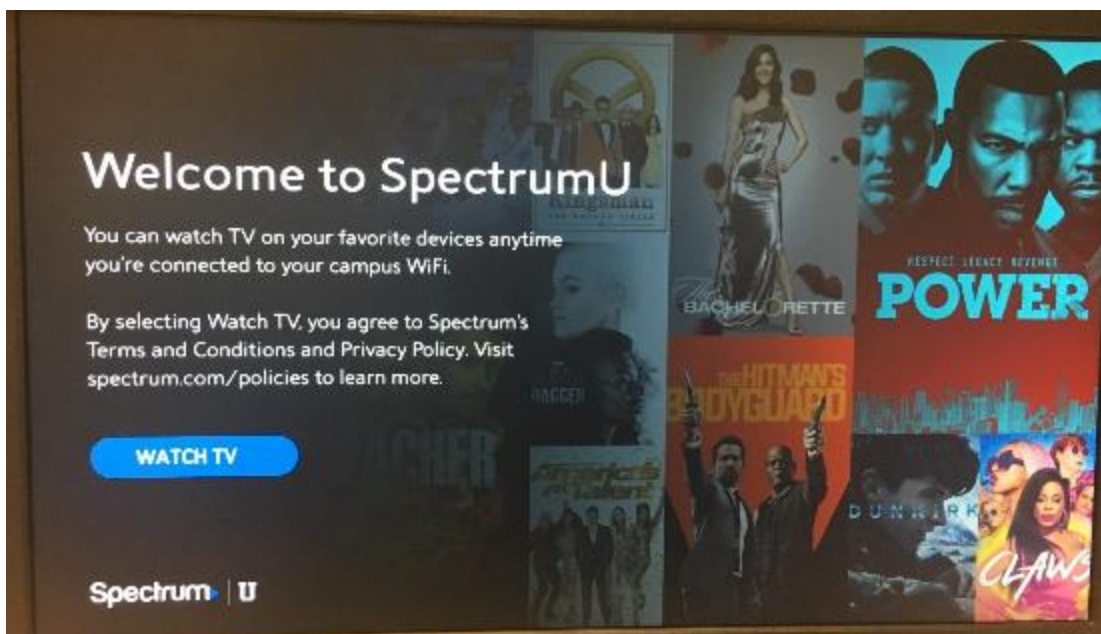 Welcome to SpectrumU
You can watch TV on your favorite devices anytime
you're connected to your campus WiFi.
By selecting Watch TV, you agree to Spectrum's
Terms and Conditions and Privacy Policy. Visit
spectrum.com/policies to learn more.
WATCH TV
Spectrum U
Kingsman
The BACHELORETTE
RESPECT. LEGACY. REVENGE.
POWER
DAGGER
THE HITMAN'S
BODYGUARD
America's
Talent
DUNKIRK
CLAWS